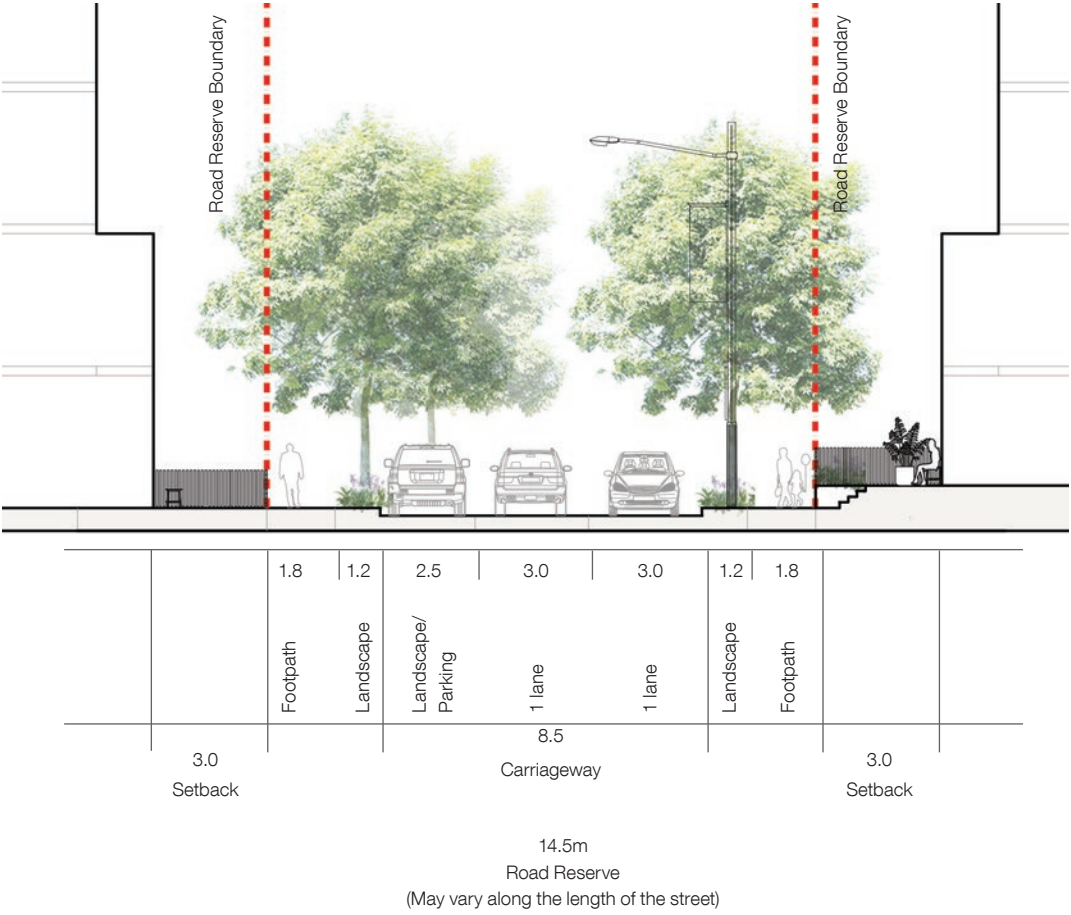 Road Reserve Boundary
Road Reserve Boundary
1.8
1.2
2.5
3.0
3.0
1.2
1.8
Footpath
Landscape
Landscape/
Parking
1 lane
1 lane
Landscape
Footpath
8.5
Carriageway
3.0
Setback
3.0
Setback
14.5m
Road Reserve
(May vary along the length of the street)